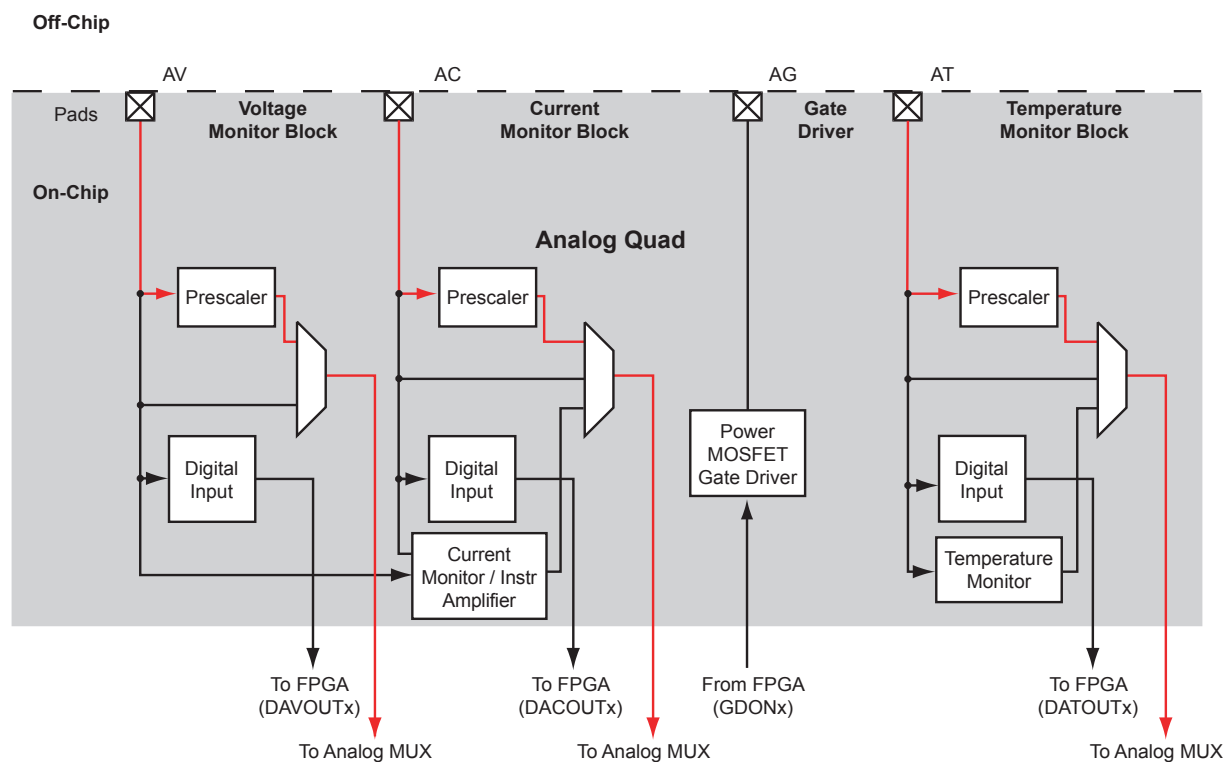 Off-Chip
AV
AC
AG
AT
Pads
Voltage
Monitor Block
Current
Monitor Block
Gate
Driver
Temperature
Monitor Block
On-Chip
Analog Quad
Prescaler
Prescaler
Prescaler
Power
MOSFET
Gate Driver
Digital
Input
Digital
Input
Digital
Input
Current
Monitor / Instr
Amplifier
Temperature
Monitor
To FPGA
(DAVOUTx)
To FPGA
(DACOUTx)
From FPGA
(GDONx)
To FPGA
(DATOUTx)
To Analog MUX
To Analog MUX
To Analog MUX